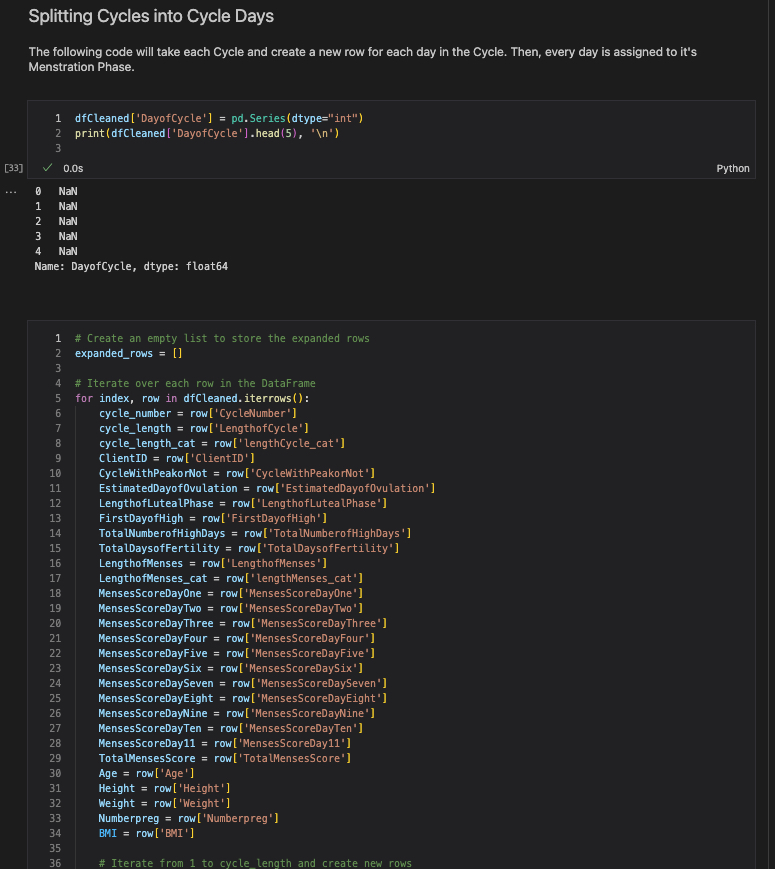 Splitting Cycles into Cycle Days
The following code will take each Cycle and create a new row for each day in the Cycle. Then, every day is assigned to it's
Menstration Phase.
1 dfCleaned['DayofCycle'] = pd.Series(dtype="int")
2 print(dfCleaned['DayofCycle'].head(5), '\n')
3
[33] ✓ 0.0s Python
... 0 NaN
1 NaN
2 NaN
3 NaN
4 NaN
Name: DayofCycle, dtype: float64
1 # Create an empty list to store the expanded rows
2 expanded_rows = []
3
4 # Iterate over each row in the DataFrame
5 for index, row in dfCleaned.iterrows():
6 cycle_number = row['CycleNumber']
7 cycle_length = row['LengthofCycle']
8 cycle_length_cat = row['lengthCycle_cat']
9 ClientID = row['ClientID']
10 CycleWithPeakorNot = row['CycleWithPeakorNot']
11 EstimatedDayofOvulation = row['EstimatedDayofOvulation']
12 LengthofLutealPhase = row['LengthofLutealPhase']
13 FirstDayofHigh = row['FirstDayofHigh']
14 TotalNumberofHighDays = row['TotalNumberofHighDays']
15 TotalDaysofFertility = row['TotalDaysofFertility']
16 LengthofMenses = row['LengthofMenses']
17 LengthofMenses_cat = row['lengthMenses_cat']
18 MensesScoreDayOne = row['MensesScoreDayOne']
19 MensesScoreDayTwo = row['MensesScoreDayTwo']
20 MensesScoreDayThree = row['MensesScoreDayThree']
21 MensesScoreDayFour = row['MensesScoreDayFour']
22 MensesScoreDayFive = row['MensesScoreDayFive']
23 MensesScoreDaySix = row['MensesScoreDaySix']
24 MensesScoreDaySeven = row['MensesScoreDaySeven']
25 MensesScoreDayEight = row['MensesScoreDayEight']
26 MensesScoreDayNine = row['MensesScoreDayNine']
27 MensesScoreDayTen = row['MensesScoreDayTen']
28 MensesScoreDay11 = row['MensesScoreDay11']
29 TotalMensesScore = row['TotalMensesScore']
30 Age = row['Age']
31 Height = row['Height']
32 Weight = row['Weight']
33 Numberpreg = row['Numberpreg']
34 BMI = row['BMI']
35
36 # Iterate from 1 to cycle_length and create new rows